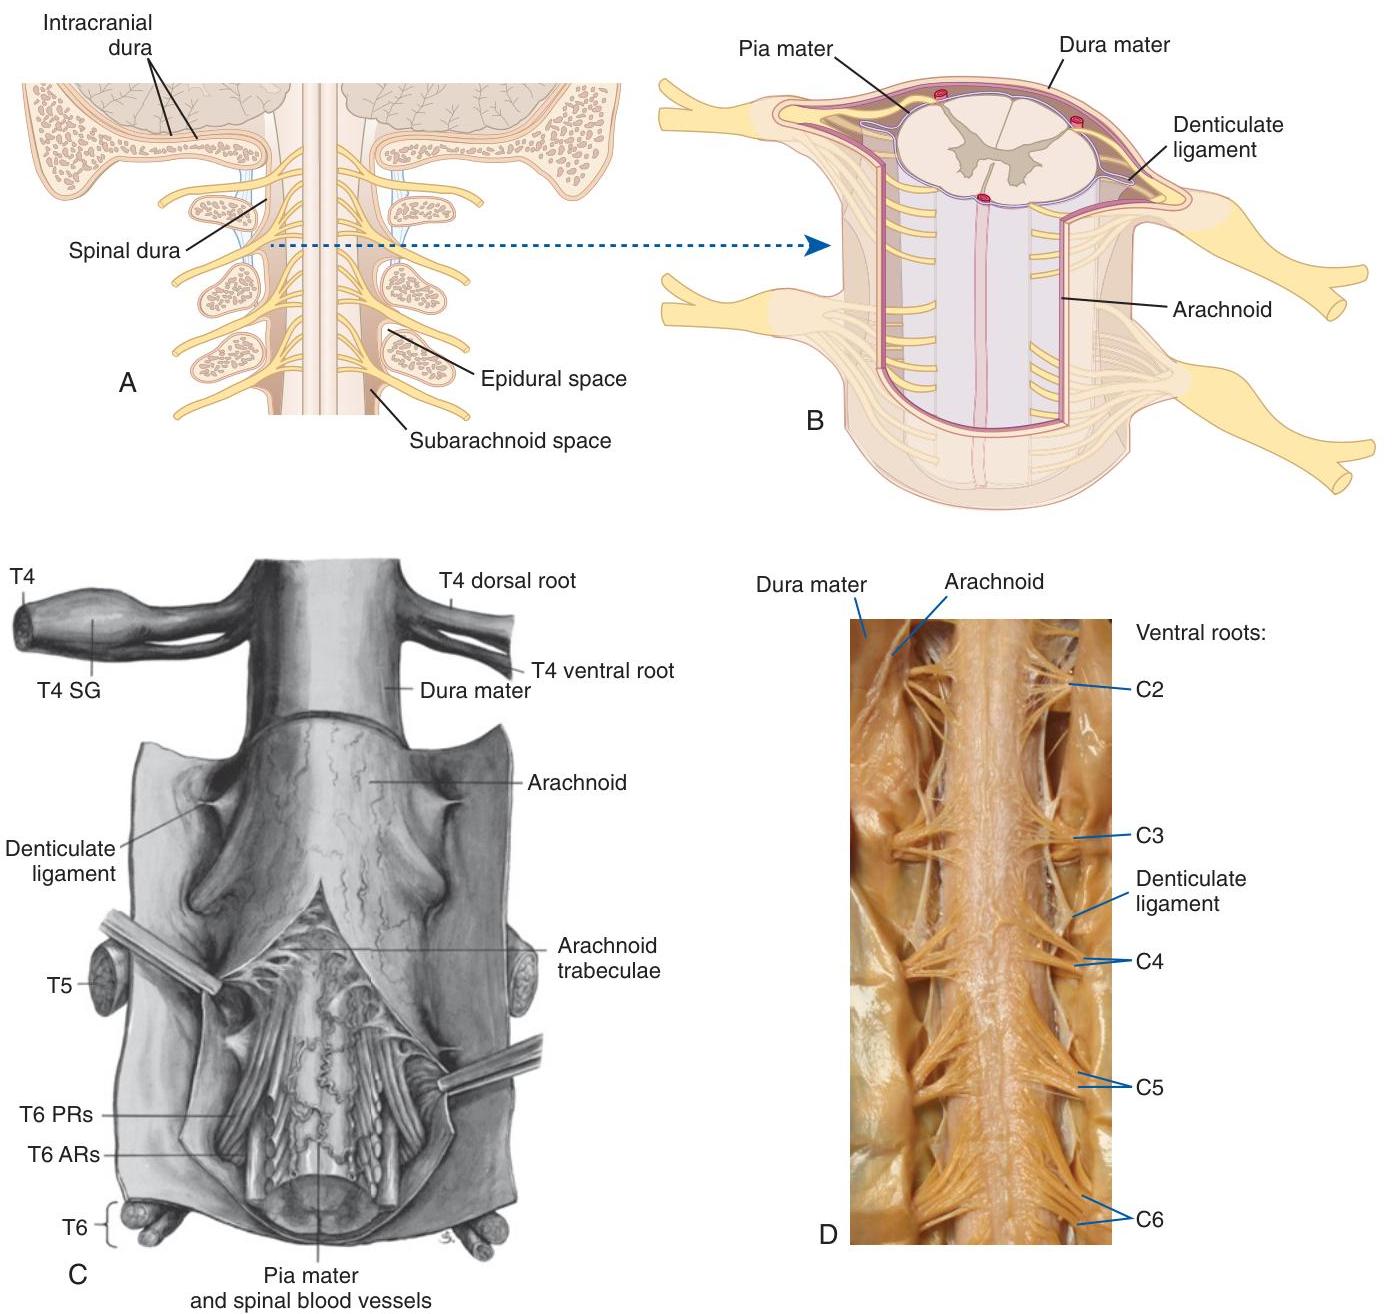 Intracranial
dura
Spinal dura
Epidural space
Subarachnoid space
A
Pia mater
Dura mater
Denticulate
ligament
Arachnoid
B
T4
T4 SG
T4 dorsal root
T4 ventral root
Dura mater
Arachnoid
Denticulate
ligament
Arachnoid
trabeculae
T5
T6 PRs
T6 ARs
T6
Pia mater
and spinal blood vessels
C
Dura mater
Arachnoid
Ventral roots:
C2
C3
Denticulate
ligament
C4
C5
C6
D